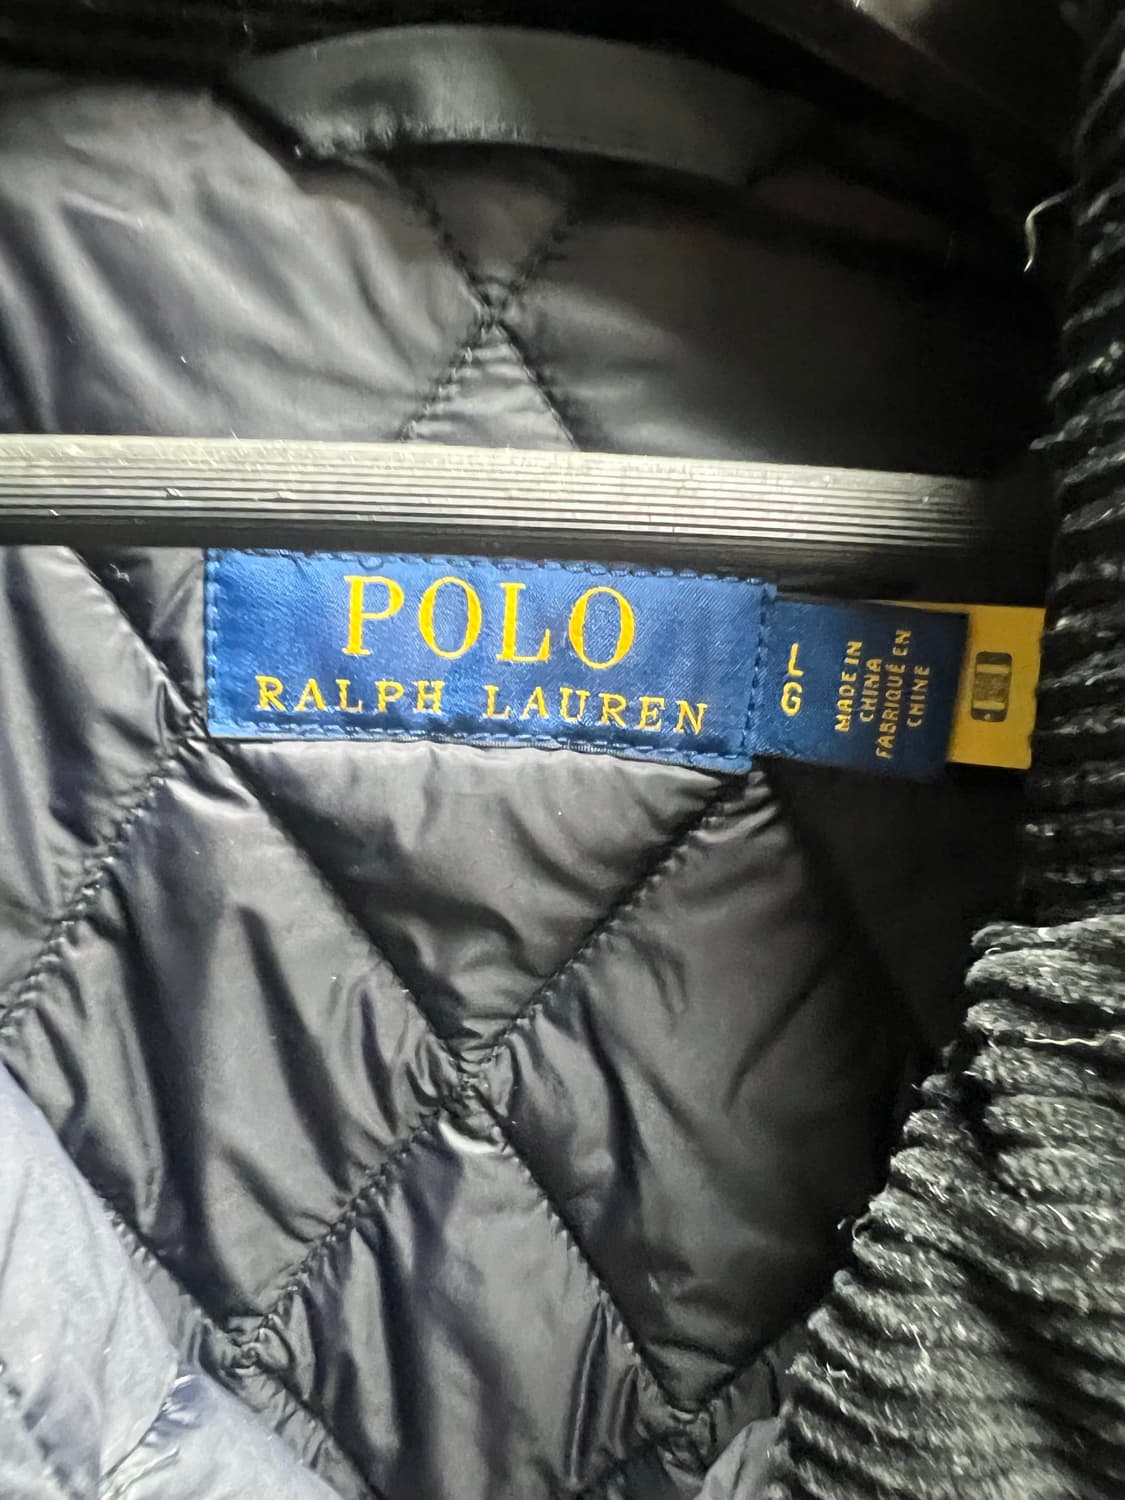 POLO
RALPH LAUREN
L
G
MADE IN
CHINA
FABRIQUÉ EN
CHINE